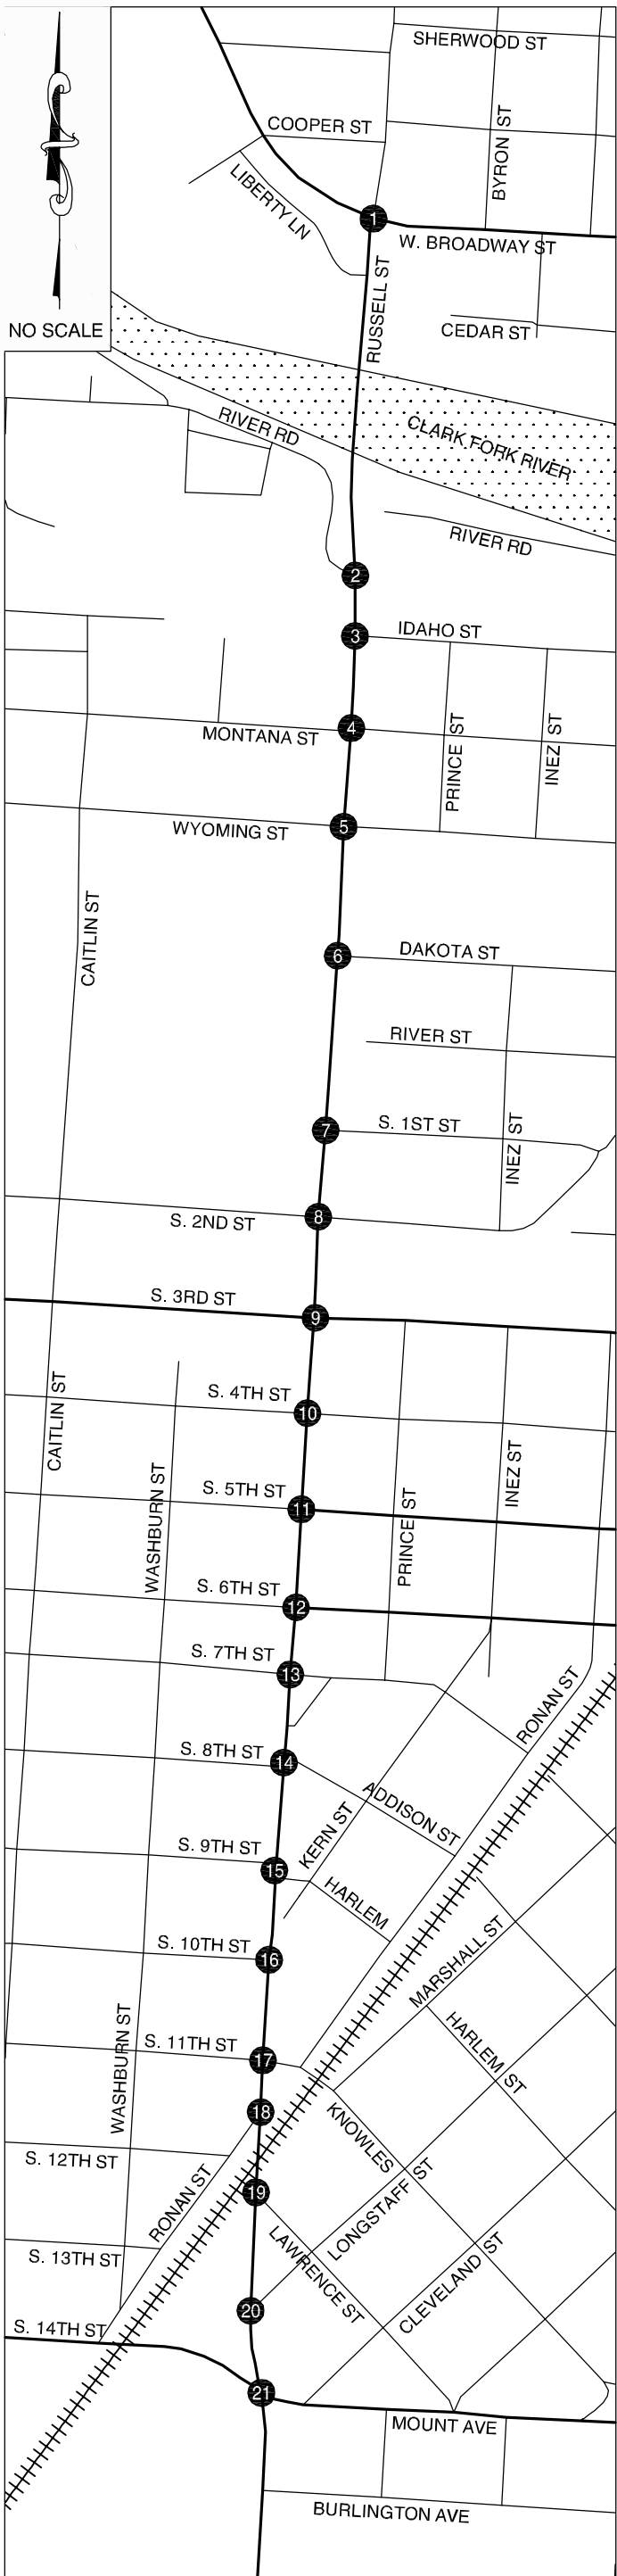 SHERWOOD ST
COOPER ST
BYRON ST
LIBERTY LN
1
W. BROADWAY ST
RUSSELL ST
NO SCALE
CEDAR ST
RIVER RD
CLARK FORK RIVER
RIVER RD
2
3
IDAHO ST
4
MONTANA ST
PRINCE ST
INEZ ST
5
WYOMING ST
CAITLIN ST
6
DAKOTA ST
RIVER ST
7
S. 1ST ST
INEZ ST
8
S. 2ND ST
S. 3RD ST
9
S. 4TH ST
10
CAITLIN ST
WASHBURN ST
S. 5TH ST
11
PRINCE ST
INEZ ST
S. 6TH ST
12
S. 7TH ST
13
RONAN ST
S. 8TH ST
14
ADDISON ST
KERN ST
S. 9TH ST
15
HARLEM
S. 10TH ST
16
MARSHALL ST
HARLEM ST
WASHBURN ST
S. 11TH ST
17
18
KNOWLES
S. 12TH ST
RONAN ST
19
LONGSTAFF ST
LAWRENCE ST
CLEVELAND ST
S. 13TH ST
20
S. 14TH ST
21
MOUNT AVE
BURLINGTON AVE